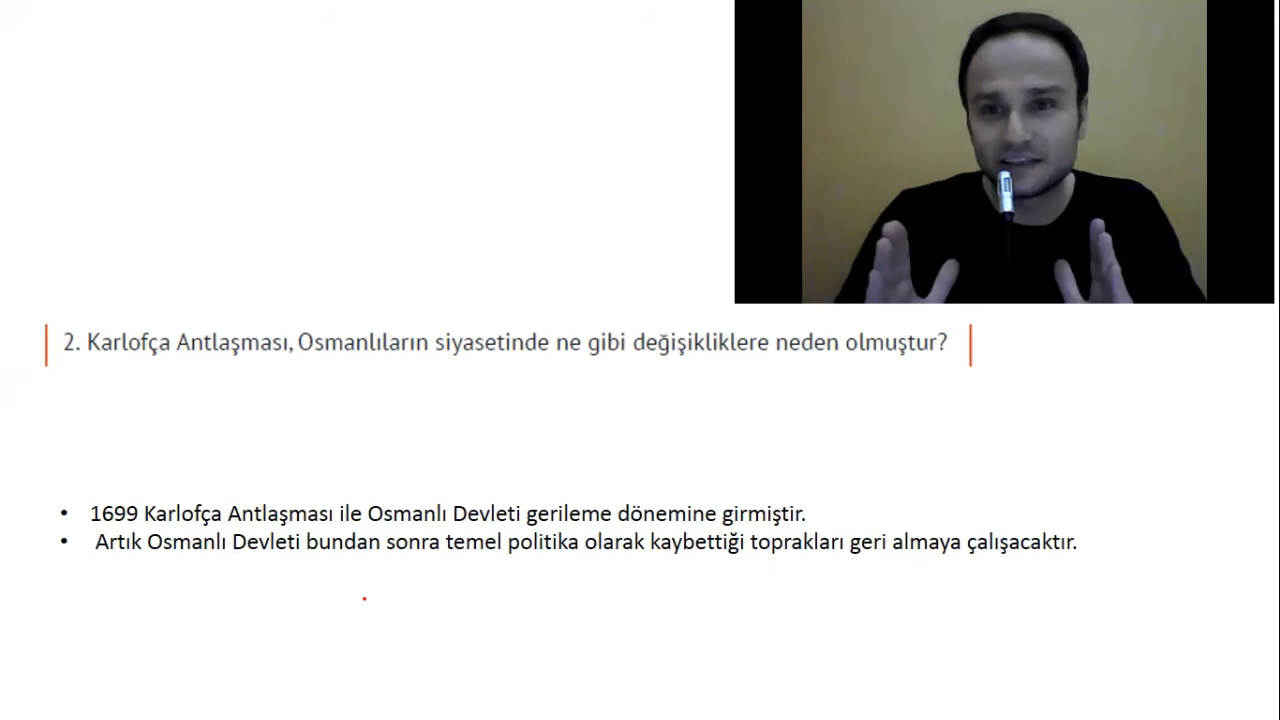 2. Karlofça Antlaşması, Osmanlıların siyasetinde ne gibi değişikliklere neden olmuştur?
• 1699 Karlofça Antlaşması ile Osmanlı Devleti gerileme dönemine girmiştir.
• Artık Osmanlı Devleti bundan sonra temel politika olarak kaybettiği toprakları geri almaya çalışacaktır.